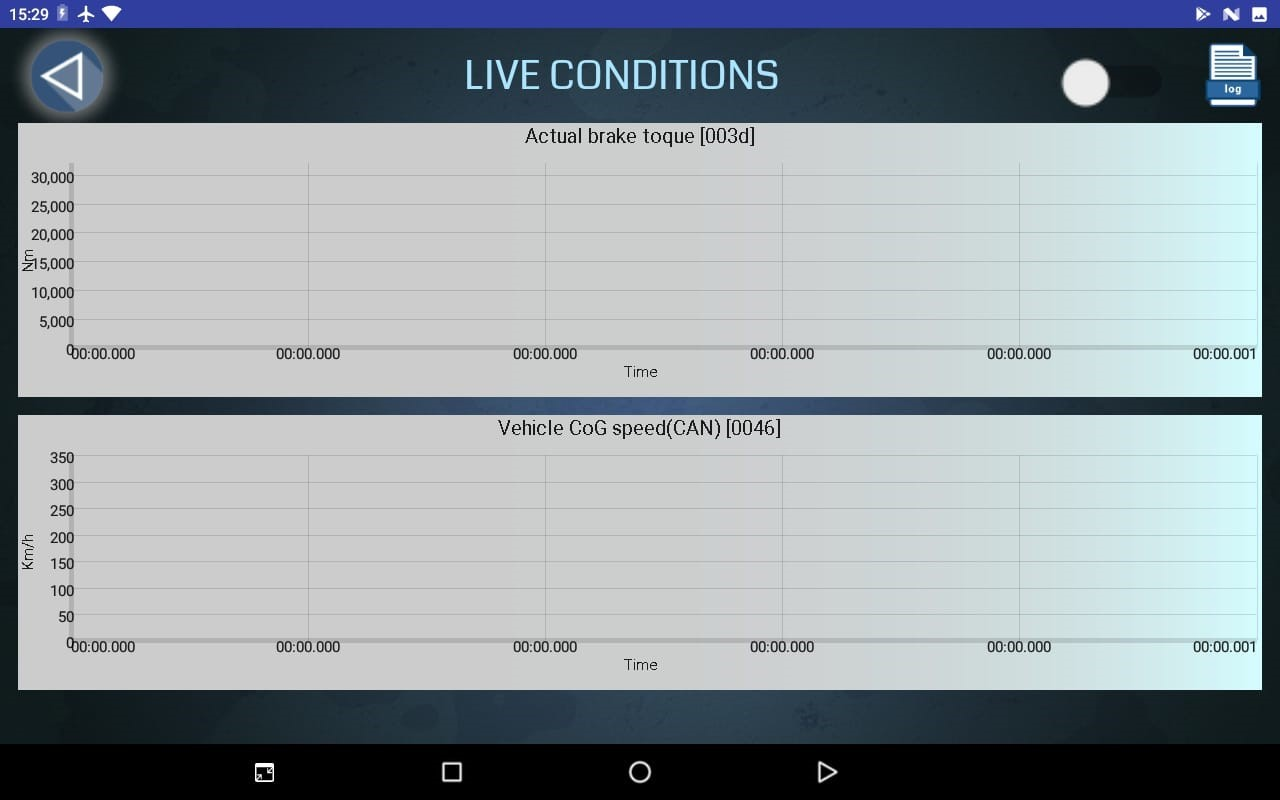 15:29
LIVE CONDITIONS
log
Actual brake toque [003d]
30,000
25,000
20,000
Nm
15,000
10,000
5,000
0
00:00.000 00:00.000 00:00.000 00:00.000 00:00.000 00:00.001
Time
Vehicle CoG speed(CAN) [0046]
350
300
250
200
Km/h
150
100
50
0
00:00.000 00:00.000 00:00.000 00:00.000 00:00.000 00:00.001
Time